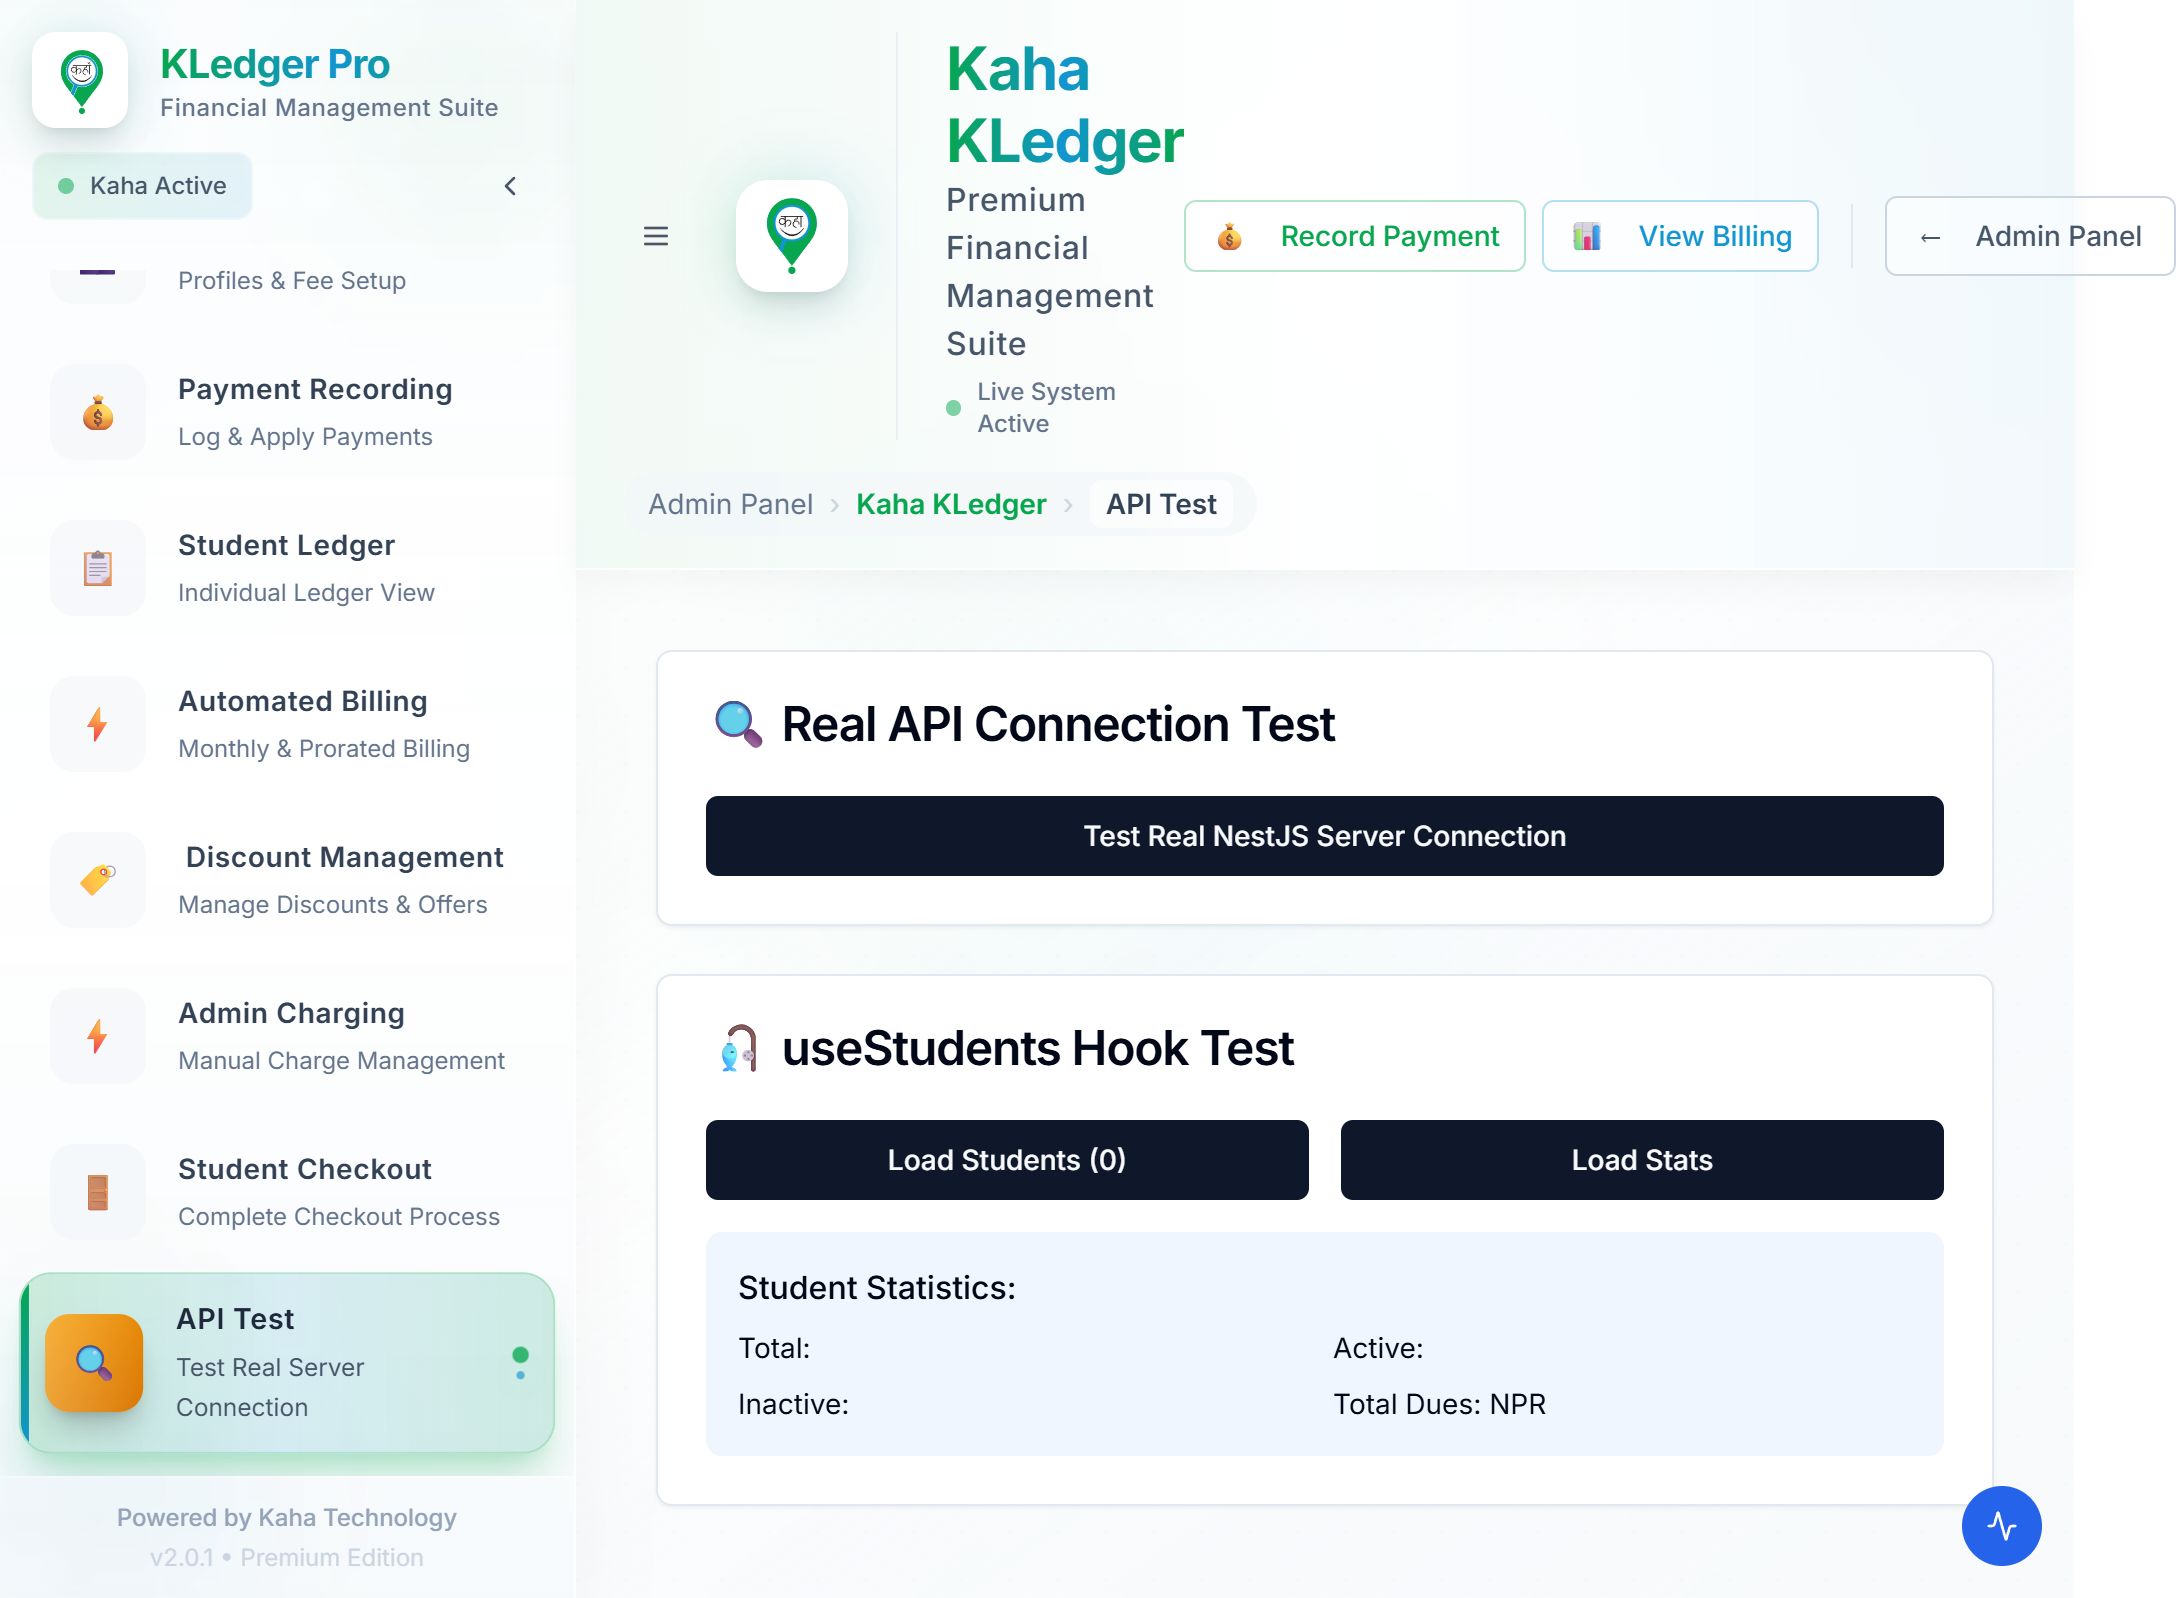 कहाँ
KLedger Pro
Financial Management Suite
Kaha Active
Profiles & Fee Setup
Payment Recording
Log & Apply Payments
Student Ledger
Individual Ledger View
Automated Billing
Monthly & Prorated Billing
Discount Management
Manage Discounts & Offers
Admin Charging
Manual Charge Management
Student Checkout
Complete Checkout Process
API Test
Test Real Server
Connection
Powered by Kaha Technology
v2.0.1 • Premium Edition
कहाँ
Kaha
KLedger
Premium
Financial
Management
Suite
Live System
Active
Record Payment
View Billing
← Admin Panel
Admin Panel › Kaha KLedger › API Test
Real API Connection Test
Test Real NestJS Server Connection
useStudents Hook Test
Load Students (0)
Load Stats
Student Statistics:
Total:
Active:
Inactive:
Total Dues: NPR